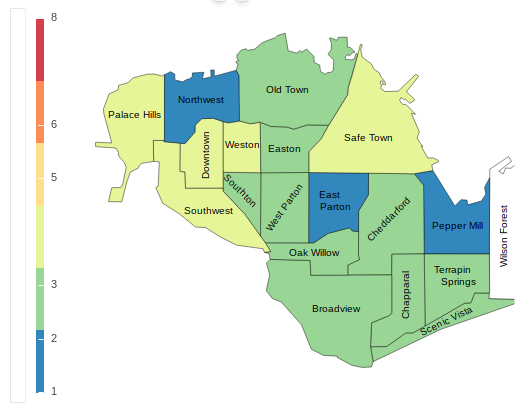 8
6
5
3
2
1
Old Town
Northwest
Palace Hills
Safe Town
Downtown
Weston
Easton
Southton
West Parton
East
Parton
Southwest
Cheddarford
Pepper Mill
Wilson Forest
Oak Willow
Terrapin
Springs
Chapparal
Broadview
Scenic Vista